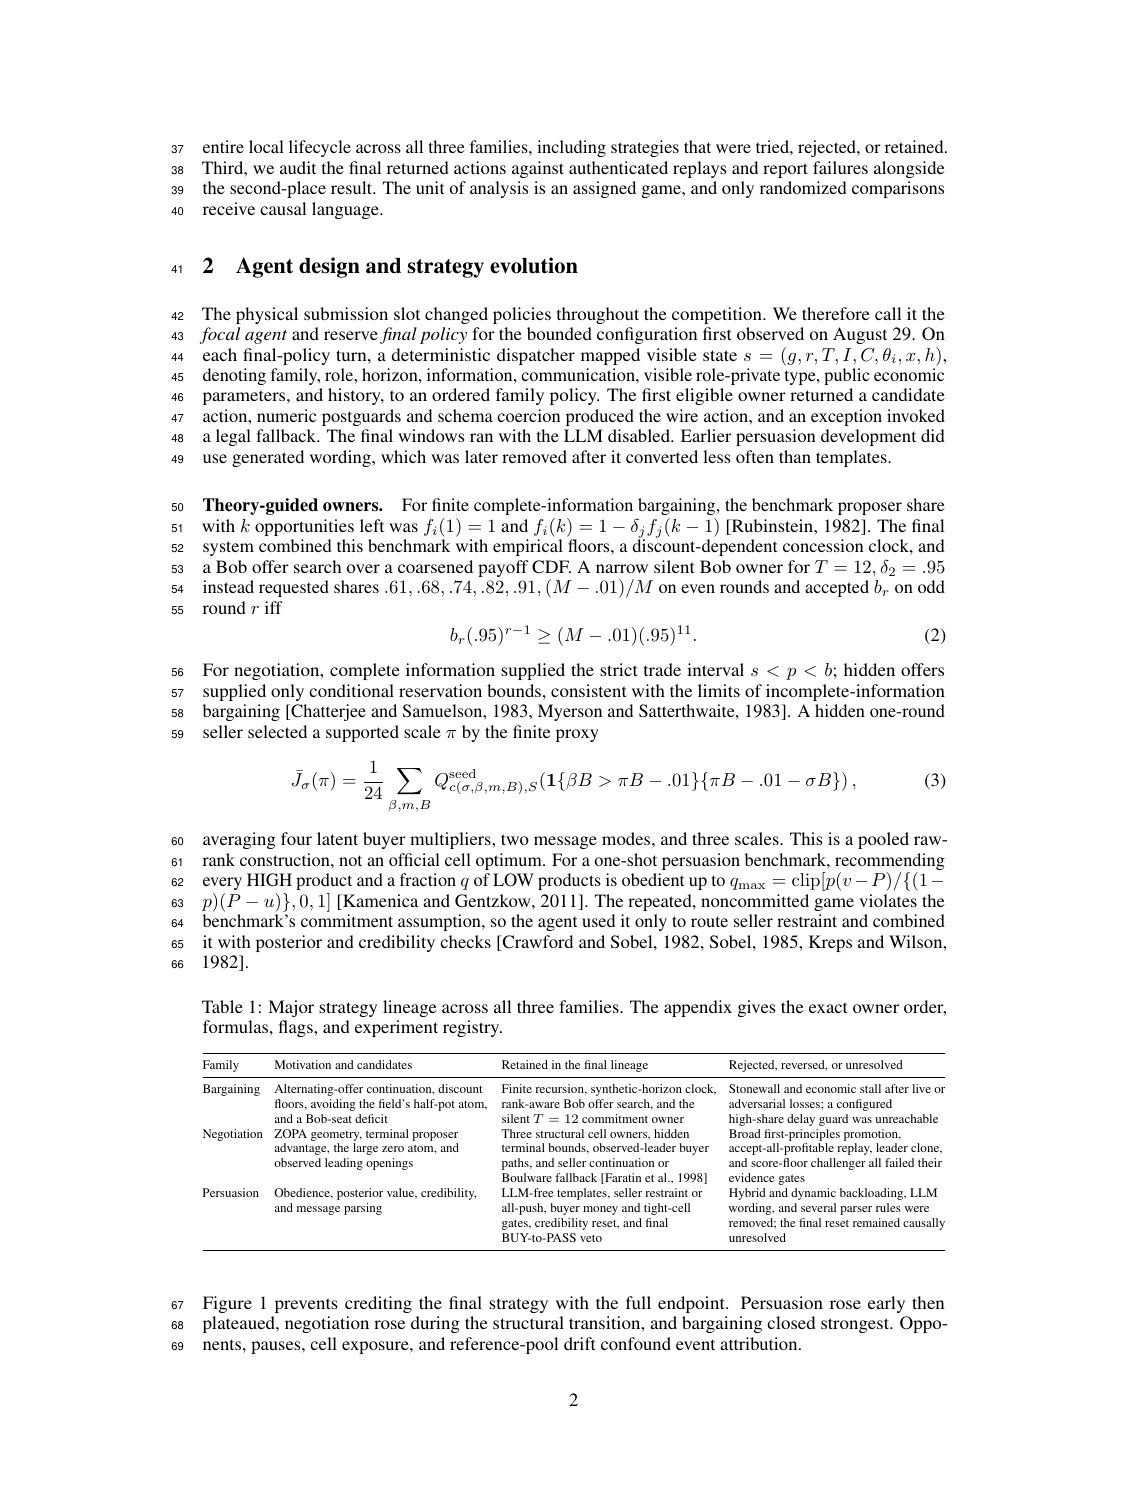 37 entire local lifecycle across all three families, including strategies that were tried, rejected, or retained.
38 Third, we audit the final returned actions against authenticated replays and report failures alongside
39 the second-place result. The unit of analysis is an assigned game, and only randomized comparisons
40 receive causal language.
41 2 Agent design and strategy evolution
42 The physical submission slot changed policies throughout the competition. We therefore call it the
43 focal agent and reserve final policy for the bounded configuration first observed on August 29. On
44 each final-policy turn, a deterministic dispatcher mapped visible state s = (g, r, T, I, C, θᵢ, x, h),
45 denoting family, role, horizon, information, communication, visible role-private type, public economic
46 parameters, and history, to an ordered family policy. The first eligible owner returned a candidate
47 action, numeric postguards and schema coercion produced the wire action, and an exception invoked
48 a legal fallback. The final windows ran with the LLM disabled. Earlier persuasion development did
49 use generated wording, which was later removed after it converted less often than templates.
50 Theory-guided owners. For finite complete-information bargaining, the benchmark proposer share
51 with k opportunities left was fᵢ(1) = 1 and fᵢ(k) = 1 − δⱼfⱼ(k − 1) [Rubinstein, 1982]. The final
52 system combined this benchmark with empirical floors, a discount-dependent concession clock, and
53 a Bob offer search over a coarsened payoff CDF. A narrow silent Bob owner for T = 12, δ₂ = .95
54 instead requested shares .61, .68, .74, .82, .91, (M − .01)/M on even rounds and accepted bᵣ on odd
55 round r iff
bᵣ(.95)^{r−1} ≥ (M − .01)(.95)^{11}. (2)
56 For negotiation, complete information supplied the strict trade interval s < p < b; hidden offers
57 supplied only conditional reservation bounds, consistent with the limits of incomplete-information
58 bargaining [Chatterjee and Samuelson, 1983, Myerson and Satterthwaite, 1983]. A hidden one-round
59 seller selected a supported scale π by the finite proxy
J̄_σ(π) = 1/24 ∑_{β,m,B} Q^{seed}_{c(σ,β,m,B),S}(1{βB > πB − .01}{πB − .01 − σB}), (3)
60 averaging four latent buyer multipliers, two message modes, and three scales. This is a pooled raw-
61 rank construction, not an official cell optimum. For a one-shot persuasion benchmark, recommending
62 every HIGH product and a fraction q of LOW products is obedient up to q_max = clip[p(v − P)/{(1 −
63 p)(P − u)}, 0, 1] [Kamenica and Gentzkow, 2011]. The repeated, noncommitted game violates the
64 benchmark's commitment assumption, so the agent used it only to route seller restraint and combined
65 it with posterior and credibility checks [Crawford and Sobel, 1982, Sobel, 1985, Kreps and Wilson,
66 1982].
Table 1: Major strategy lineage across all three families. The appendix gives the exact owner order,
formulas, flags, and experiment registry.
Family Motivation and candidates Retained in the final lineage Rejected, reversed, or unresolved
Bargaining Alternating-offer continuation, discount Finite recursion, synthetic-horizon clock, Stonewall and economic stall after live or
floors, avoiding the field's half-pot atom, rank-aware Bob offer search, and the adversarial losses; a configured
and a Bob-seat deficit silent T = 12 commitment owner high-share delay guard was unreachable
Negotiation ZOPA geometry, terminal proposer Three structural cell owners, hidden Broad first-principles promotion,
advantage, the large zero atom, and terminal bounds, observed-leader buyer accept-all-profitable replay, leader clone,
observed leading openings paths, and seller continuation or and score-floor challenger all failed their
Boulware fallback [Faratin et al., 1998] evidence gates
Persuasion Obedience, posterior value, credibility, LLM-free templates, seller restraint or Hybrid and dynamic backloading, LLM
and message parsing all-push, buyer money and tight-cell wording, and several parser rules were
gates, credibility reset, and final removed; the final reset remained causally
BUY-to-PASS veto unresolved
67 Figure 1 prevents crediting the final strategy with the full endpoint. Persuasion rose early then
68 plateaued, negotiation rose during the structural transition, and bargaining closed strongest. Oppo-
69 nents, pauses, cell exposure, and reference-pool drift confound event attribution.
2